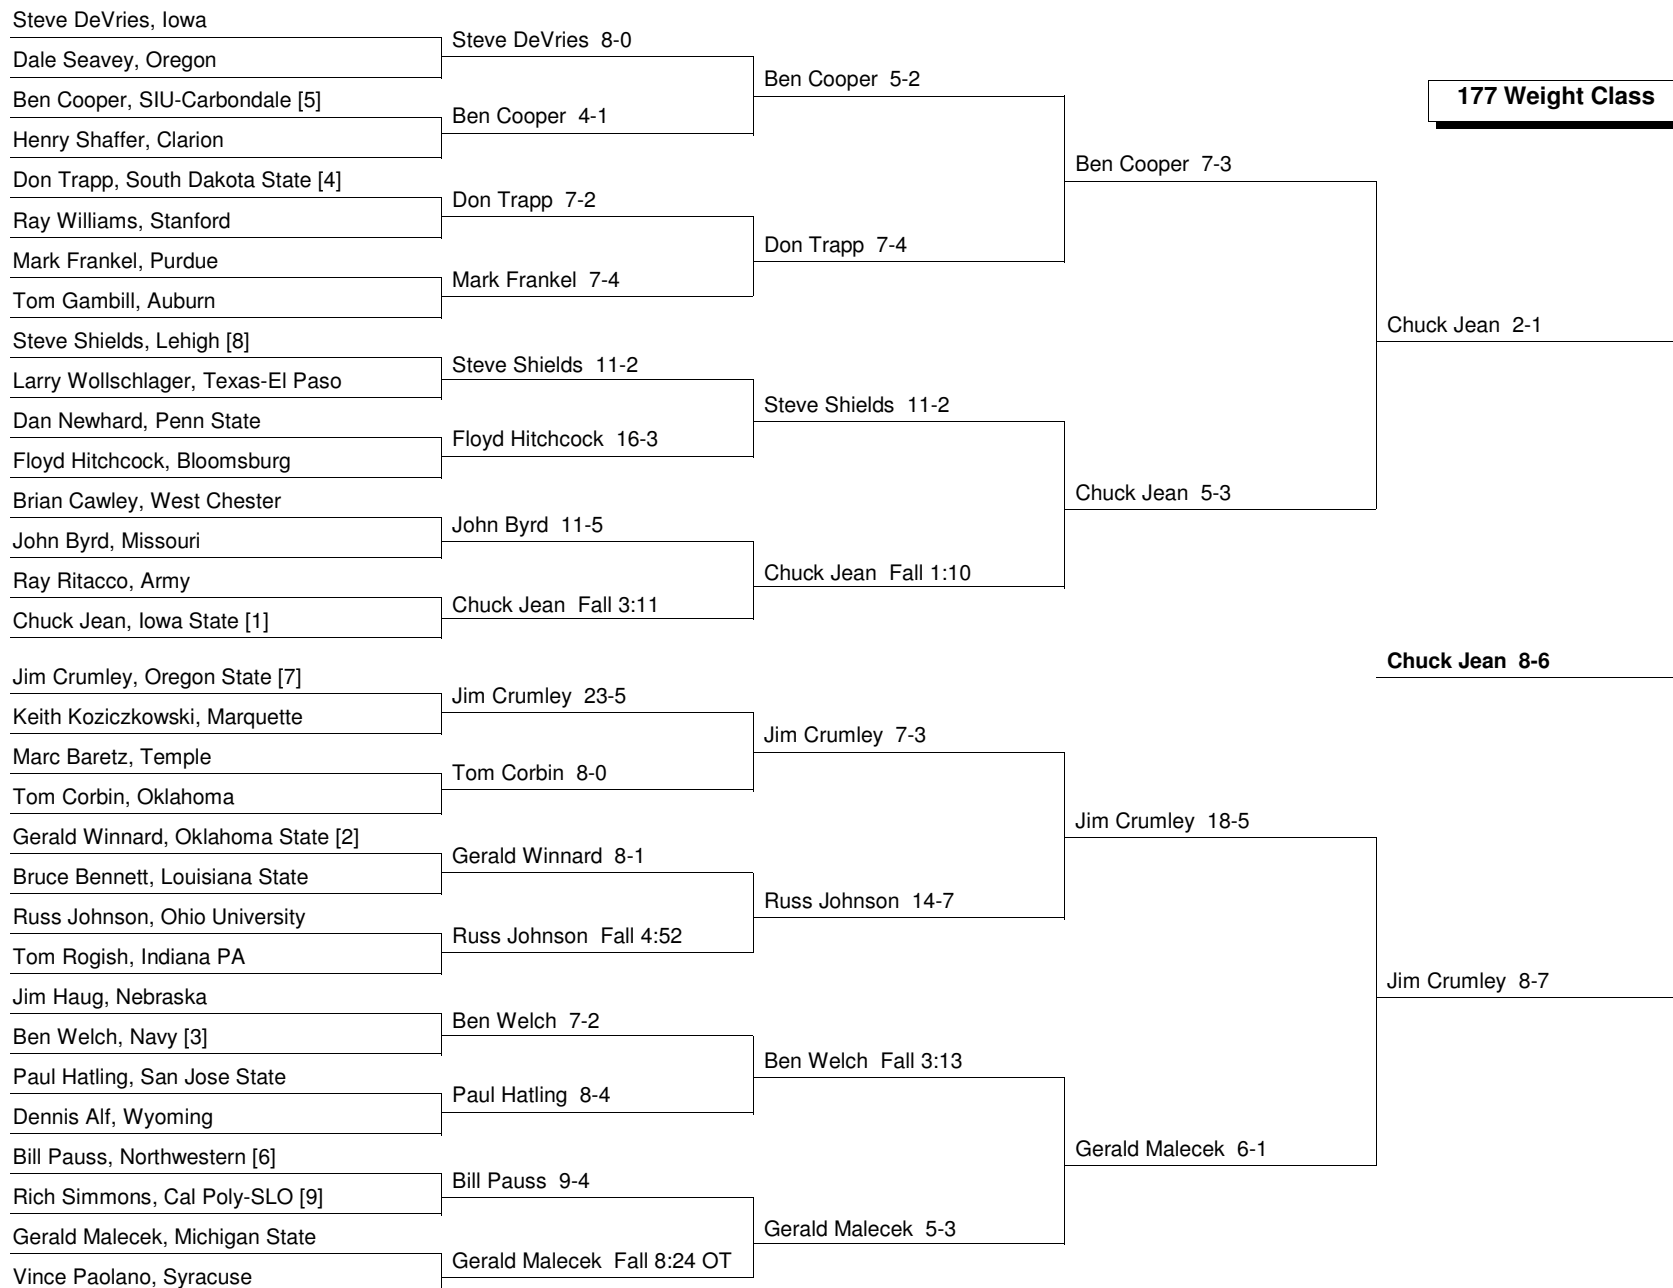 Steve DeVries, Iowa
Dale Seavey, Oregon
Ben Cooper, SIU-Carbondale [5]
Henry Shaffer, Clarion
Don Trapp, South Dakota State [4]
Ray Williams, Stanford
Mark Frankel, Purdue
Tom Gambill, Auburn
Steve Shields, Lehigh [8]
Larry Wollschlager, Texas-El Paso
Dan Newhard, Penn State
Floyd Hitchcock, Bloomsburg
Brian Cawley, West Chester
John Byrd, Missouri
Ray Ritacco, Army
Chuck Jean, Iowa State [1]
Jim Crumley, Oregon State [7]
Keith Koziczkowski, Marquette
Marc Baretz, Temple
Tom Corbin, Oklahoma
Gerald Winnard, Oklahoma State [2]
Bruce Bennett, Louisiana State
Russ Johnson, Ohio University
Tom Rogish, Indiana PA
Jim Haug, Nebraska
Ben Welch, Navy [3]
Paul Hatling, San Jose State
Dennis Alf, Wyoming
Bill Pauss, Northwestern [6]
Rich Simmons, Cal Poly-SLO [9]
Gerald Malecek, Michigan State
Vince Paolano, Syracuse
Steve DeVries 8-0
Ben Cooper 4-1
Don Trapp 7-2
Mark Frankel 7-4
Steve Shields 11-2
Floyd Hitchcock 16-3
John Byrd 11-5
Chuck Jean Fall 3:11
Jim Crumley 23-5
Tom Corbin 8-0
Gerald Winnard 8-1
Russ Johnson Fall 4:52
Ben Welch 7-2
Paul Hatling 8-4
Bill Pauss 9-4
Gerald Malecek Fall 8:24 OT
Ben Cooper 5-2
Don Trapp 7-4
Steve Shields 11-2
Chuck Jean Fall 1:10
Jim Crumley 7-3
Russ Johnson 14-7
Ben Welch Fall 3:13
Gerald Malecek 5-3
Ben Cooper 7-3
Chuck Jean 5-3
Jim Crumley 18-5
Gerald Malecek 6-1
177 Weight Class
Chuck Jean 2-1
Chuck Jean 8-6
Jim Crumley 8-7